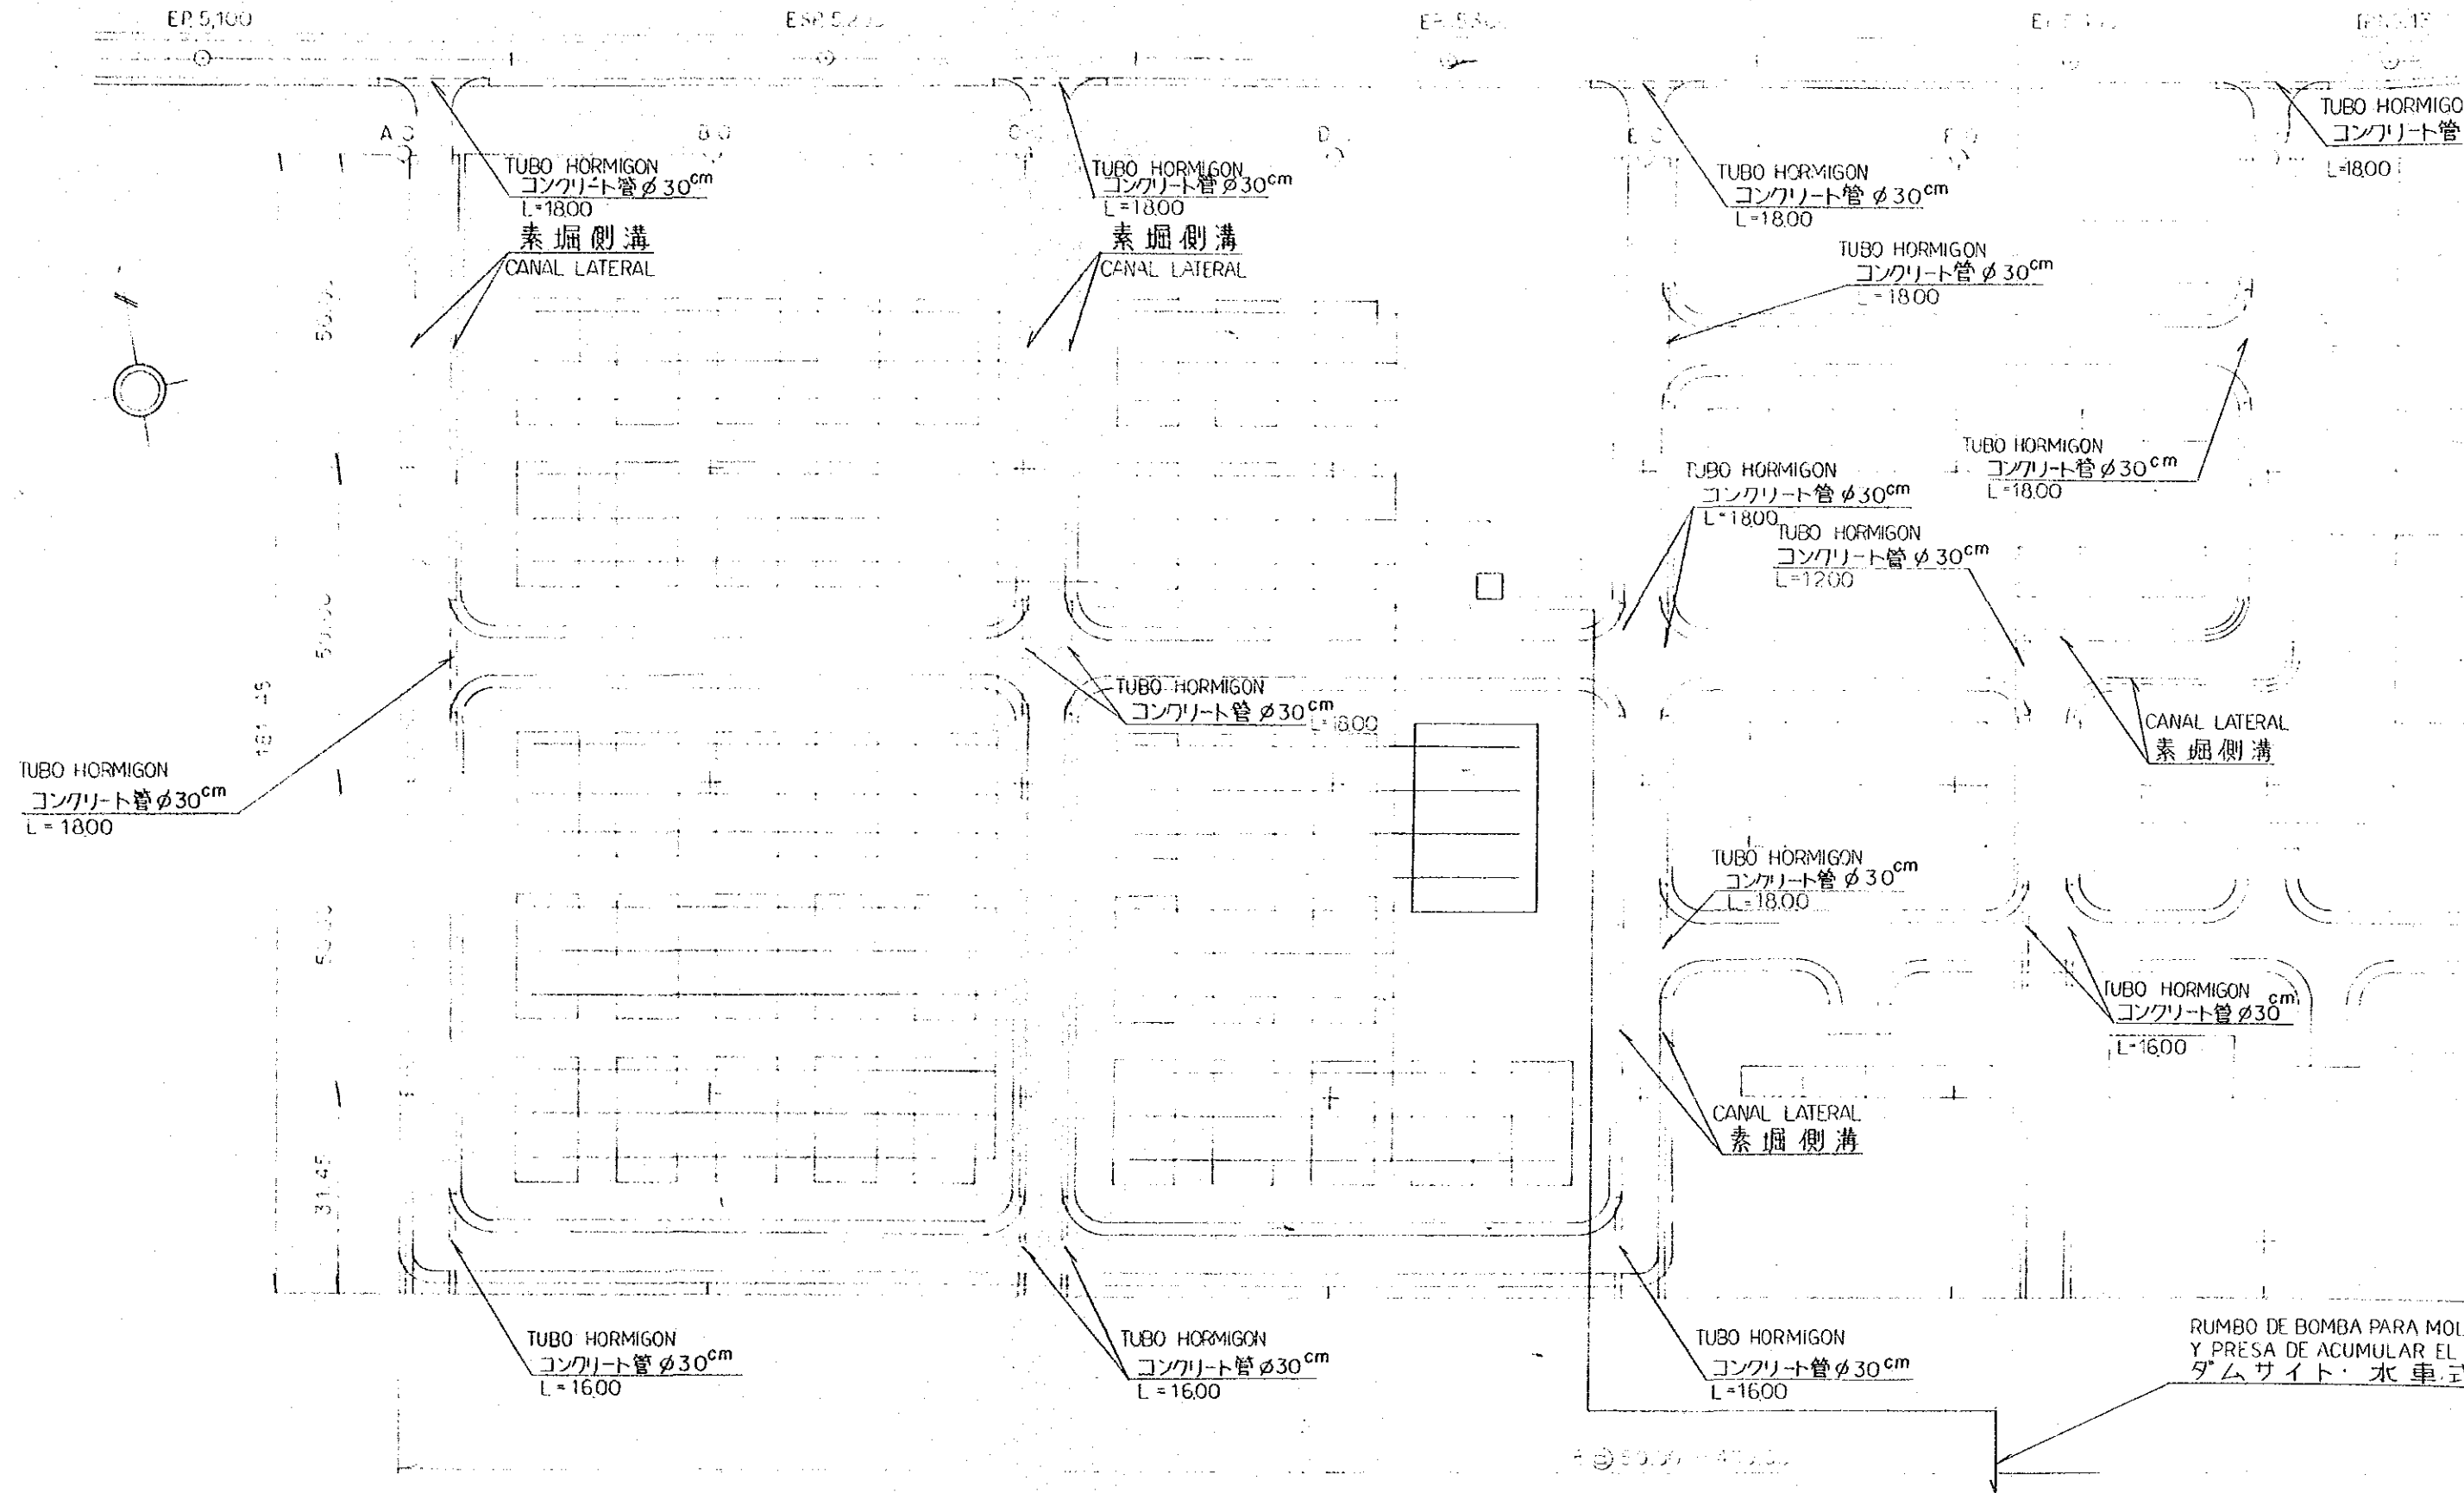 EP. 5,100
A
B
C
D
TUBO HORMIGON
コンクリート管 φ30cm
L=18.00
素堀側溝
CANAL LATERAL
TUBO HORMIGON
コンクリート管 φ30cm
L=18.00
素堀側溝
CANAL LATERAL
TUBO HORMIGON
コンクリート管 φ30cm
L=18.00
TUBO HORMIGO
コンクリート管
L=18.00
TUBO HORMIGON
コンクリート管 φ30cm
L=18.00
TUBO HORMIGON
コンクリート管 φ30cm
L=18.00
TUBO HORMIGON
コンクリート管 φ30cm
L=18.00
TUBO HORMIGON
コンクリート管 φ30cm
L=12.00
TUBO HORMIGON
コンクリート管 φ30cm
L=18.00
CANAL LATERAL
素堀側溝
TUBO HORMIGON
コンクリート管 φ30cm
L=18.00
TUBO HORMIGON
コンクリート管 φ30cm
L=18.00
TUBO HORMIGON
コンクリート管 φ30cm
L=16.00
CANAL LATERAL
素堀側溝
31.45
181.45
TUBO HORMIGON
コンクリート管 φ30cm
L=16.00
TUBO HORMIGON
コンクリート管 φ30cm
L=16.00
TUBO HORMIGON
コンクリート管 φ30cm
L=16.00
RUMBO DE BOMBA PARA MOL
Y PRESA DE ACUMULAR EL
ダムサイト・水車式